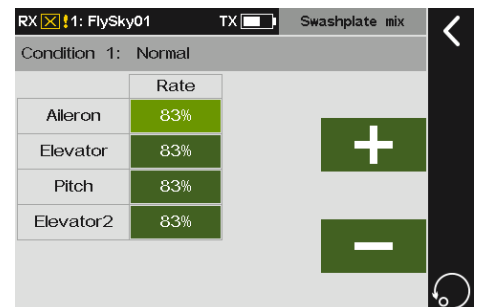 RX ! 1: FlySky01 TX Swashplate mix
Condition 1: Normal
Rate
Aileron 83%
Elevator 83%
Pitch 83%
Elevator2 83%